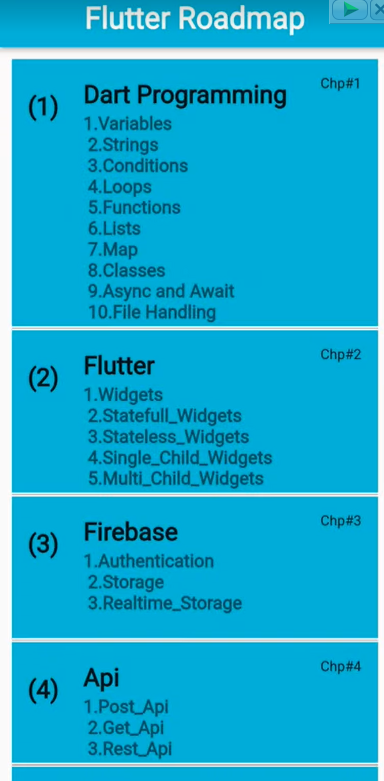 Flutter Roadmap
Chp#1
(1)
Dart Programming
1.Variables
2.Strings
3.Conditions
4.Loops
5.Functions
6.Lists
7.Map
8.Classes
9.Async and Await
10.File Handling
Chp#2
(2)
Flutter
1.Widgets
2.Statefull_Widgets
3.Stateless_Widgets
4.Single_Child_Widgets
5.Multi_Child_Widgets
Chp#3
(3)
Firebase
1.Authentication
2.Storage
3.Realtime_Storage
Chp#4
(4)
Api
1.Post_Api
2.Get_Api
3.Rest_Api